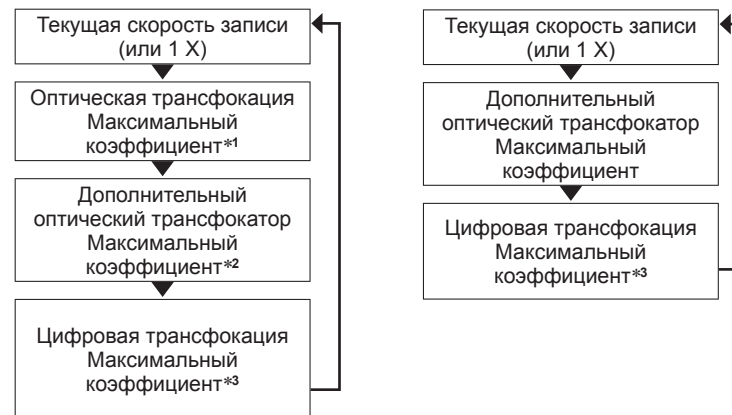 Текущая скорость записи
(или 1 X)
Оптическая трансфокация
Максимальный
коэффициент*1
Дополнительный
оптический трансфокатор
Максимальный
коэффициент*2
Цифровая трансфокация
Максимальный
коэффициент*3
Текущая скорость записи
(или 1 X)
Дополнительный
оптический трансфокатор
Максимальный
коэффициент
Цифровая трансфокация
Максимальный
коэффициент*3